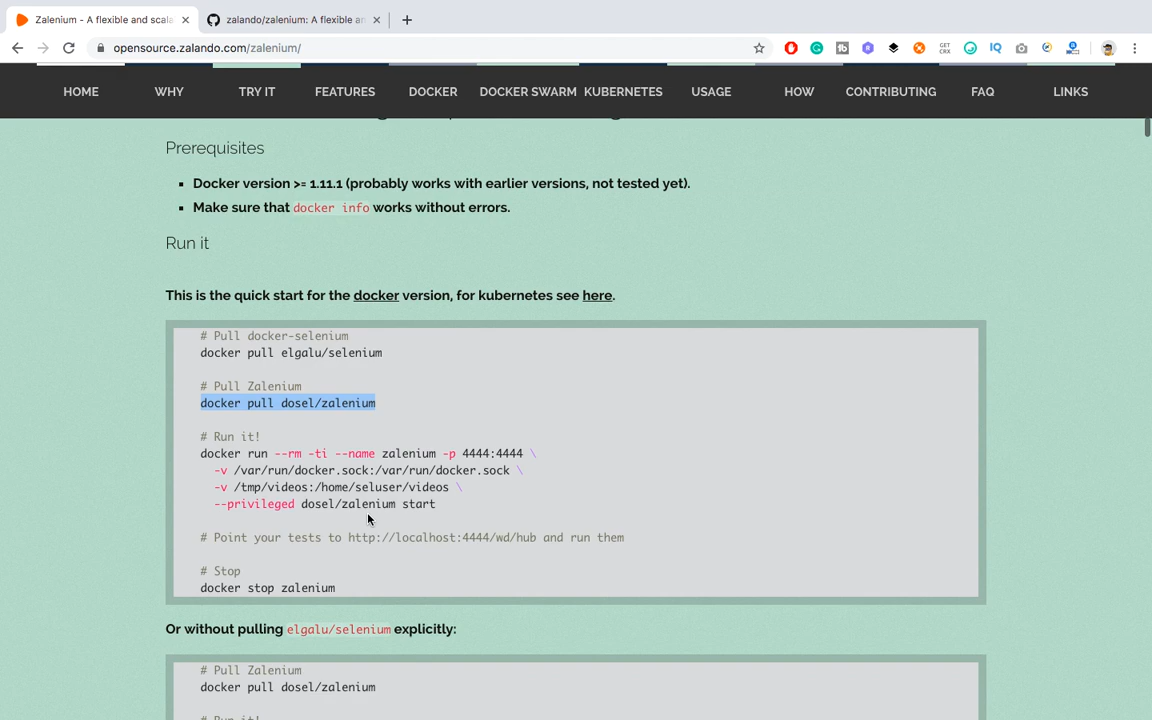 Zalenium - A flexible and scala
zalando/zalenium: A flexible an
opensource.zalando.com/zalenium/
GET CRX
IQ
HOME
WHY
TRY IT
FEATURES
DOCKER
DOCKER SWARM
KUBERNETES
USAGE
HOW
CONTRIBUTING
FAQ
LINKS
Prerequisites
Docker version >= 1.11.1 (probably works with earlier versions, not tested yet).
Make sure that docker info works without errors.
Run it
This is the quick start for the docker version, for kubernetes see here.
# Pull docker-selenium
docker pull elgalu/selenium
# Pull Zalenium
docker pull dosel/zalenium
# Run it!
docker run --rm -ti --name zalenium -p 4444:4444 \
-v /var/run/docker.sock:/var/run/docker.sock \
-v /tmp/videos:/home/seluser/videos \
--privileged dosel/zalenium start
# Point your tests to http://localhost:4444/wd/hub and run them
# Stop
docker stop zalenium
Or without pulling elgalu/selenium explicitly:
# Pull Zalenium
docker pull dosel/zalenium